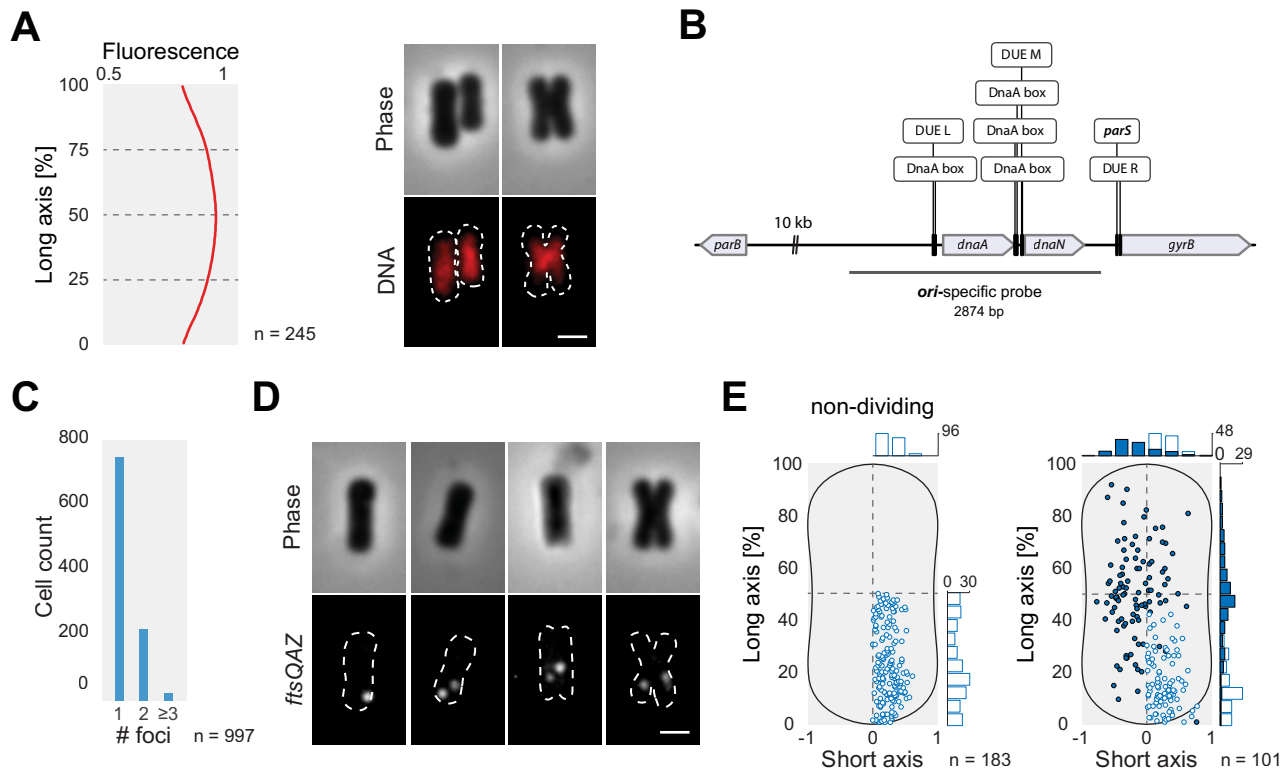 A
Fluorescence
0.5 1
100
75
50
25
0
Long axis [%]
n = 245
Phase
DNA
B
DUE M
DnaA box
DUE L
DnaA box
parS
DnaA box
DnaA box
DUE R
10 kb
parB
dnaA
dnaN
gyrB
ori-specific probe
2874 bp
C
800
600
400
200
0
Cell count
1 2 ≥3
# foci
n = 997
D
Phase
ftsQAZ
E
non-dividing
96
100
80
60
40
20
0
Long axis [%]
0 30
-1 0 1
Short axis
n = 183
48
0
0 29
100
80
60
40
20
0
Long axis [%]
-1 0 1
Short axis
n = 101